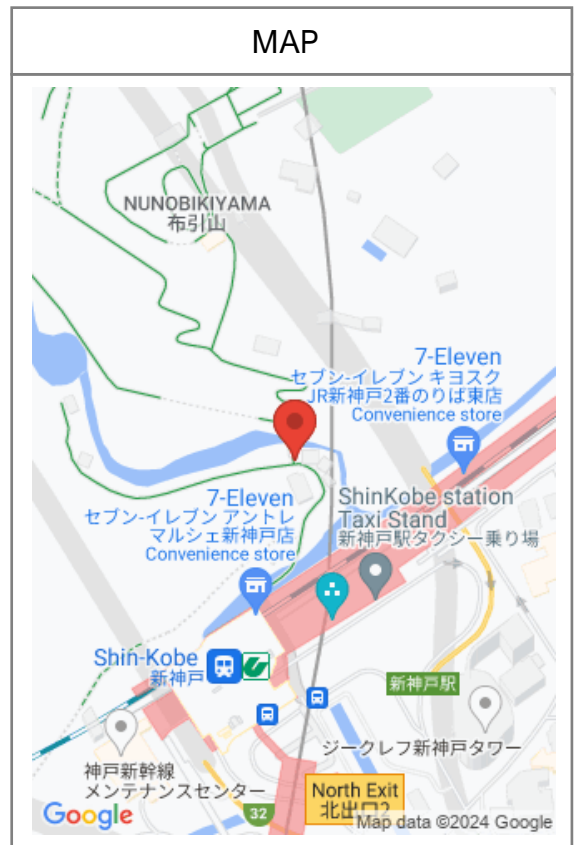 MAP
NUNOBIKIYAMA
布引山
7-Eleven
セブン-イレブン キヨスク
JR新神戸2番のりば東店
Convenience store
7-Eleven
セブン-イレブン アントレ
マルシェ新神戸店
Convenience store
ShinKobe station
Taxi Stand
新神戸駅タクシー乗り場
Shin-Kobe
新神戸
新神戸駅
ジークレフ新神戸タワー
神戸新幹線
メンテナンスセンター
North Exit
北出口2
32
Google
Map data ©2024 Google